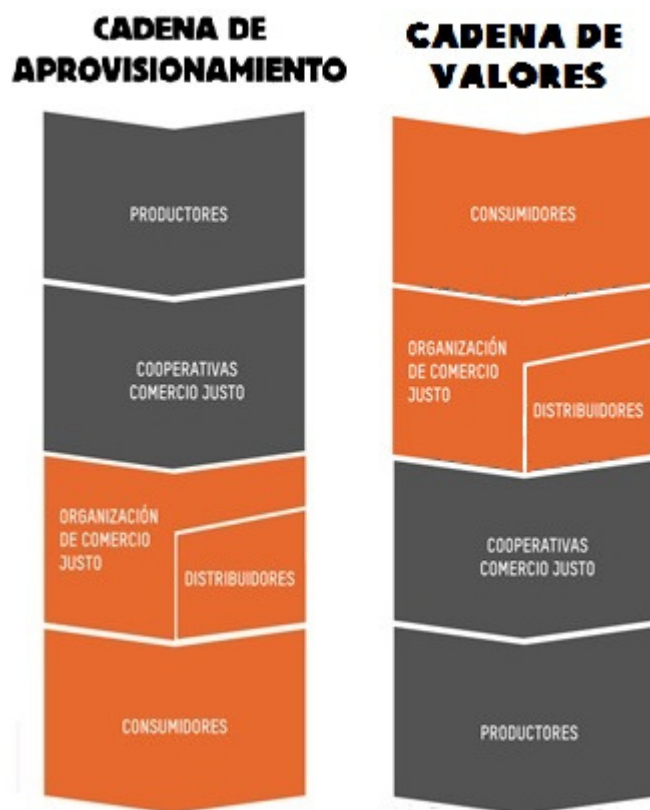 CADENA DE
APROVISIONAMIENTO
PRODUCTORES
COOPERATIVAS
COMERCIO JUSTO
ORGANIZACIÓN
DE COMERCIO
JUSTO
DISTRIBUIDORES
CONSUMIDORES
CADENA DE
VALORES
CONSUMIDORES
ORGANIZACIÓN
DE COMERCIO
JUSTO
DISTRIBUIDORES
COOPERATIVAS
COMERCIO JUSTO
PRODUCTORES